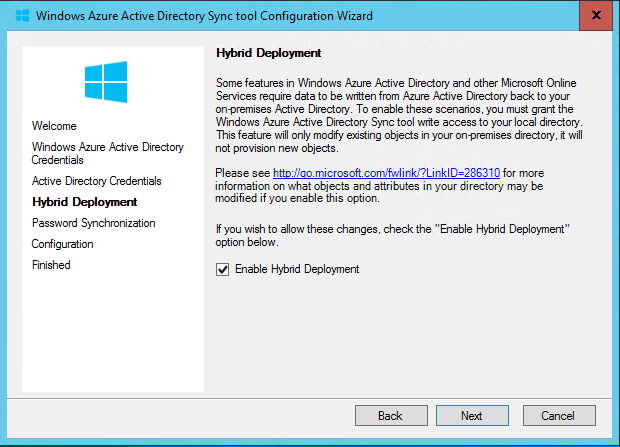 Windows Azure Active Directory Sync tool Configuration Wizard
x
Welcome
Windows Azure Active Directory
Credentials
Active Directory Credentials
Hybrid Deployment
Password Synchronization
Configuration
Finished
Hybrid Deployment
Some features in Windows Azure Active Directory and other Microsoft Online
Services require data to be written from Azure Active Directory back to your
on-premises Active Directory. To enable these scenarios, you must grant the
Windows Azure Active Directory Sync tool write access to your local directory.
This feature will only modify existing objects in your on-premises directory, it will
not provision new objects.
Please see http://go.microsoft.com/fwlink/?LinkID=286310 for more
information on what objects and attributes in your directory may be
modified if you enable this option.
If you wish to allow these changes, check the "Enable Hybrid Deployment"
option below.
Enable Hybrid Deployment
Back
Next
Cancel